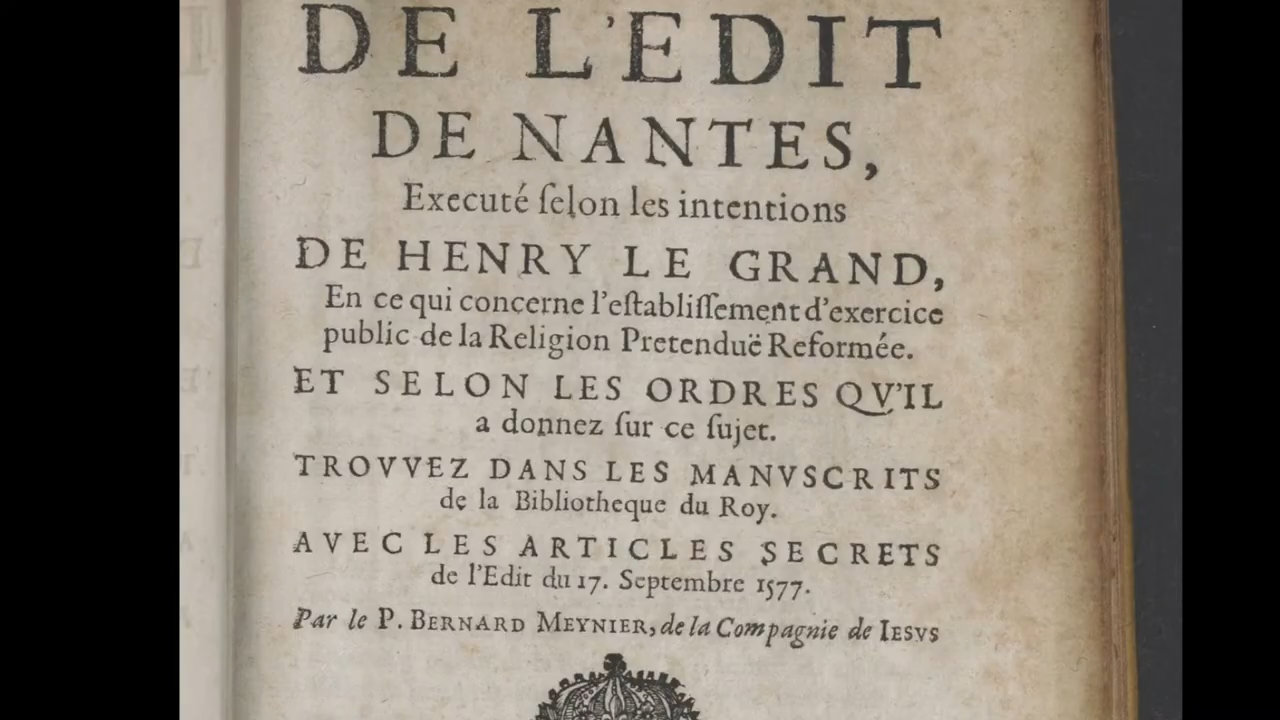 DE L'EDIT
DE NANTES,
Executé ſelon les intentions
DE HENRY LE GRAND,
En ce qui concerne l'eſtabliſſement d'exercice
public de la Religion Pretenduë Reformée.
ET SELON LES ORDRES QV'IL
a donnez ſur ce ſujet.
TROVVEZ DANS LES MANVSCRITS
de la Bibliotheque du Roy.
AVEC LES ARTICLES SECRETS
de l'Edit du 17. Septembre 1577.
Par le P. BERNARD MEYNIER, de la Compagnie de IESVS